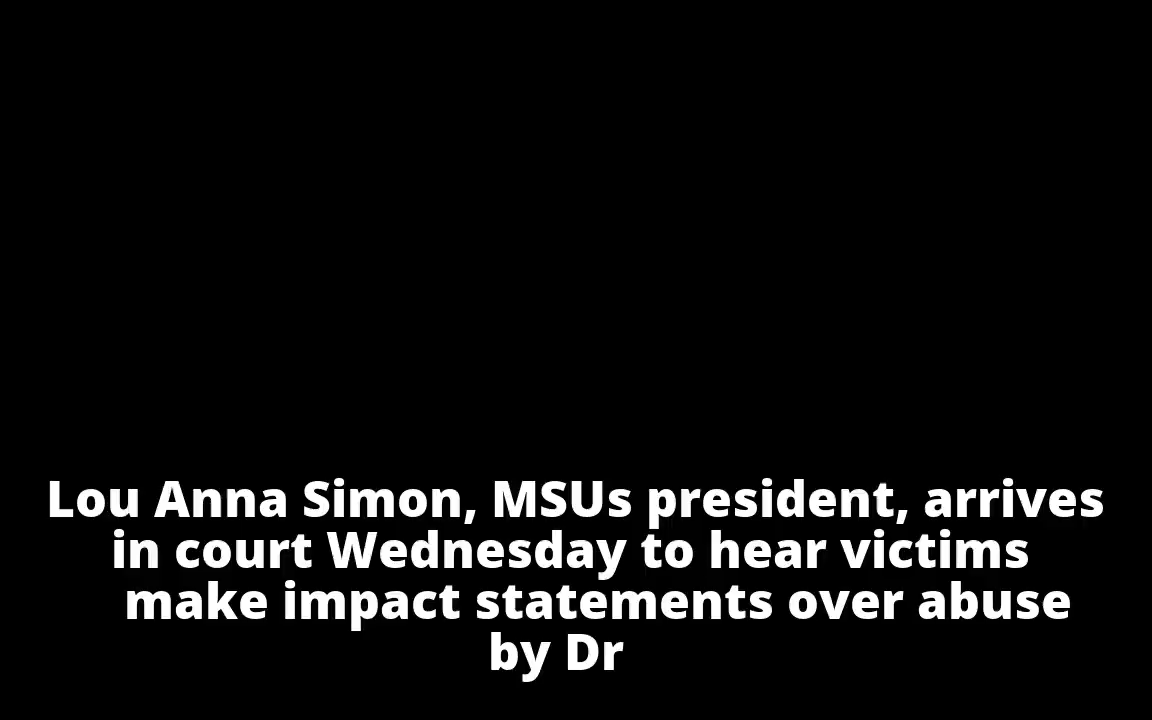 Lou Anna Simon, MSUs president, arrives
in court Wednesday to hear victims
make impact statements over abuse
by Dr